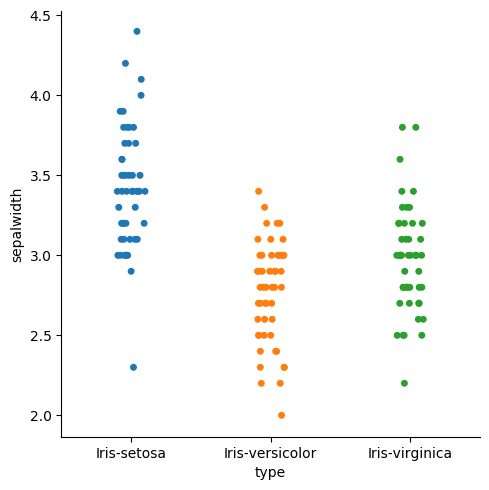 4.5
4.0
3.5
3.0
2.5
2.0
sepalwidth
Iris-setosa
Iris-versicolor
Iris-virginica
type